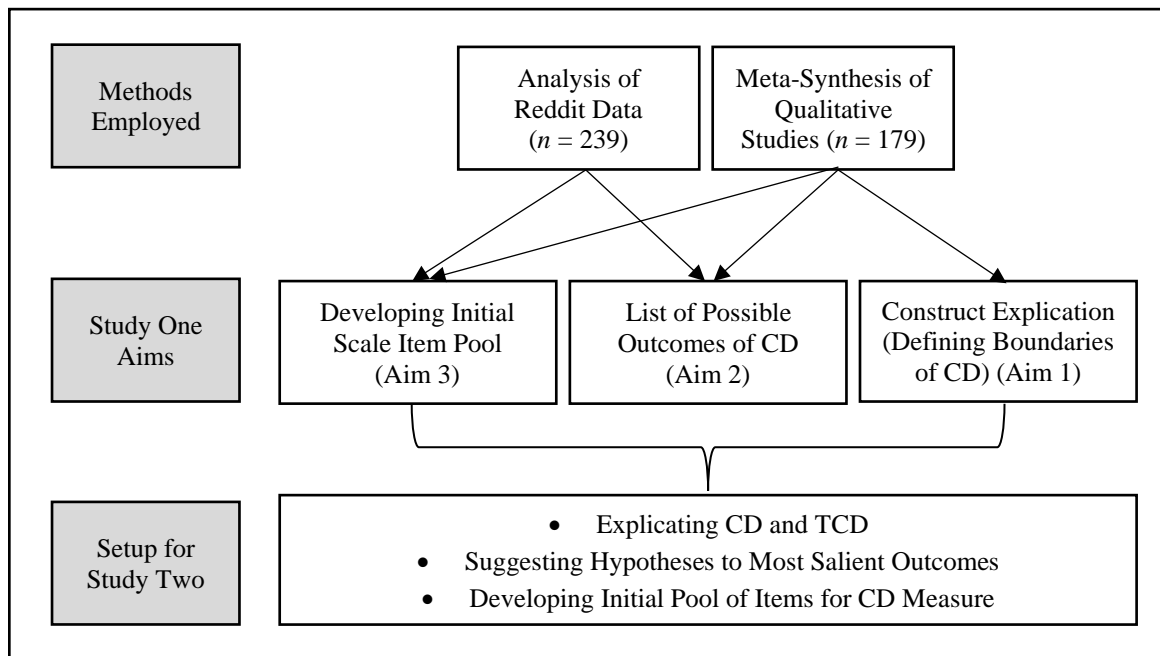 Methods
Employed
Analysis of
Reddit Data
(n = 239)
Meta-Synthesis of
Qualitative
Studies (n = 179)
Study One
Aims
Developing Initial
Scale Item Pool
(Aim 3)
List of Possible
Outcomes of CD
(Aim 2)
Construct Explication
(Defining Boundaries
of CD) (Aim 1)
Setup for
Study Two
• Explicating CD and TCD
• Suggesting Hypotheses to Most Salient Outcomes
• Developing Initial Pool of Items for CD Measure